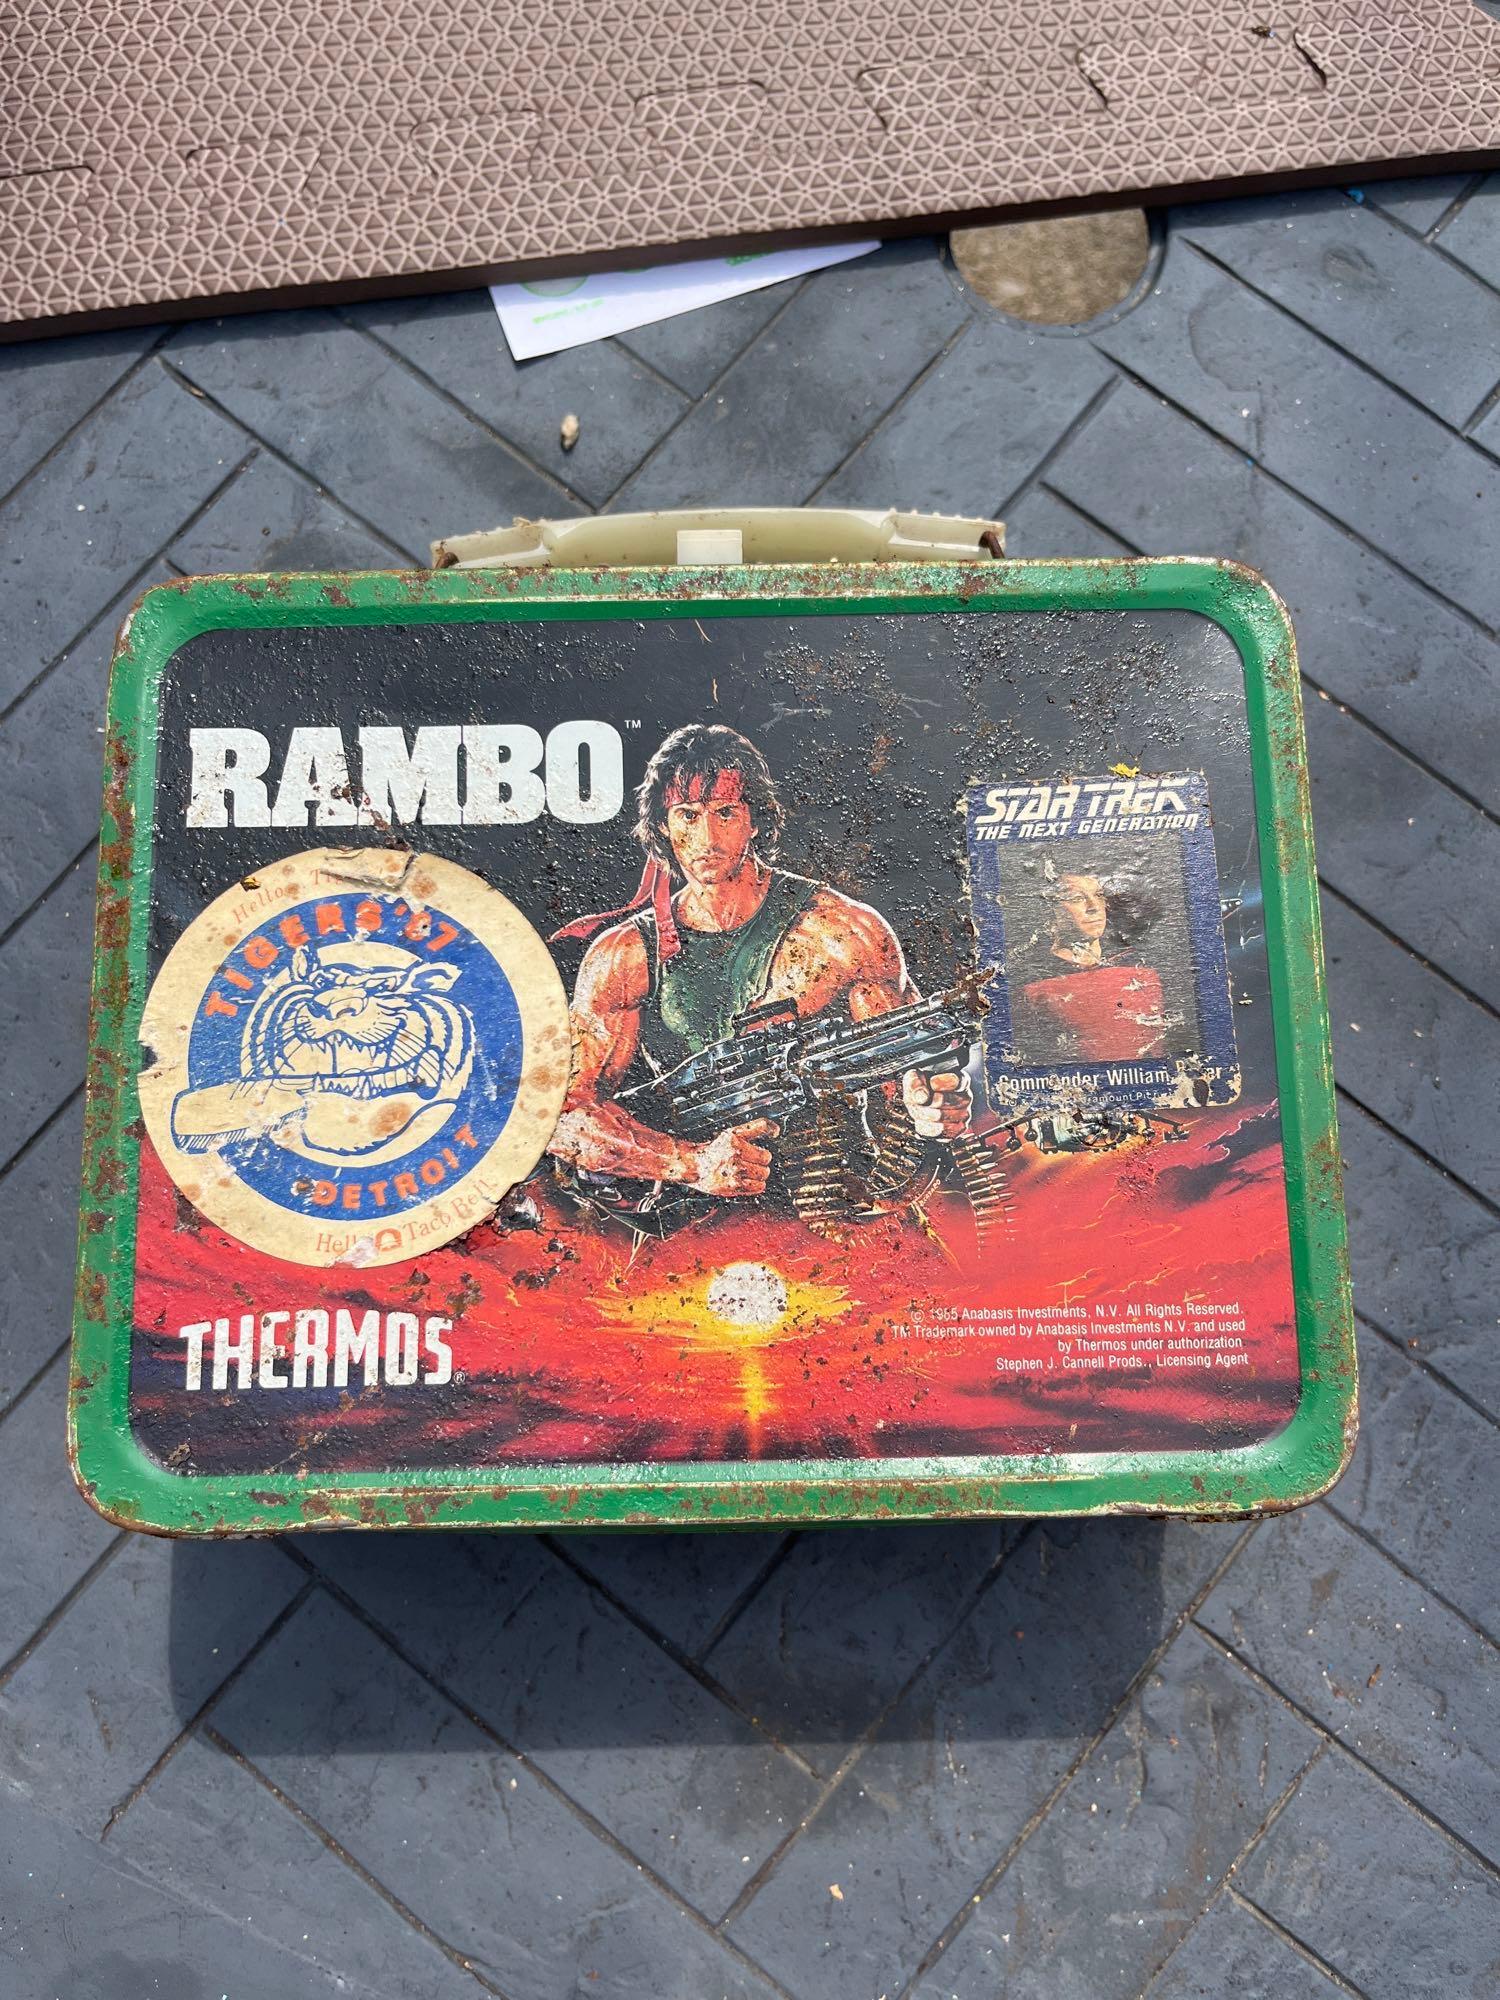 RAMBO™
STAR TREK®
THE NEXT GENERATION
Commander William
Hello
TIGERS '87
DETROIT
Taco Bell
THERMOS®
© 1985 Anabasis Investments, N.V. All Rights Reserved.
TM Trademark owned by Anabasis Investments N.V. and used
by Thermos under authorization
Stephen J. Cannell Prods., Licensing Agent